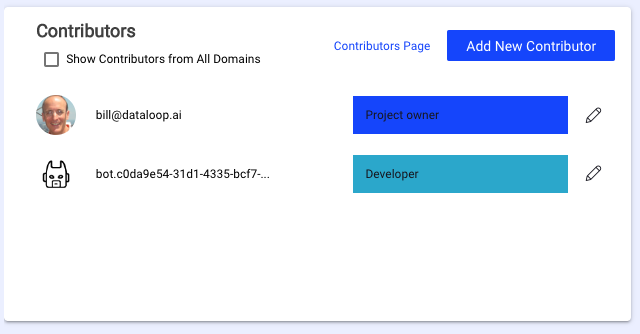 Contributors
Show Contributors from All Domains
Contributors Page
Add New Contributor
bill@dataloop.ai
Project owner
bot.c0da9e54-31d1-4335-bcf7-...
Developer